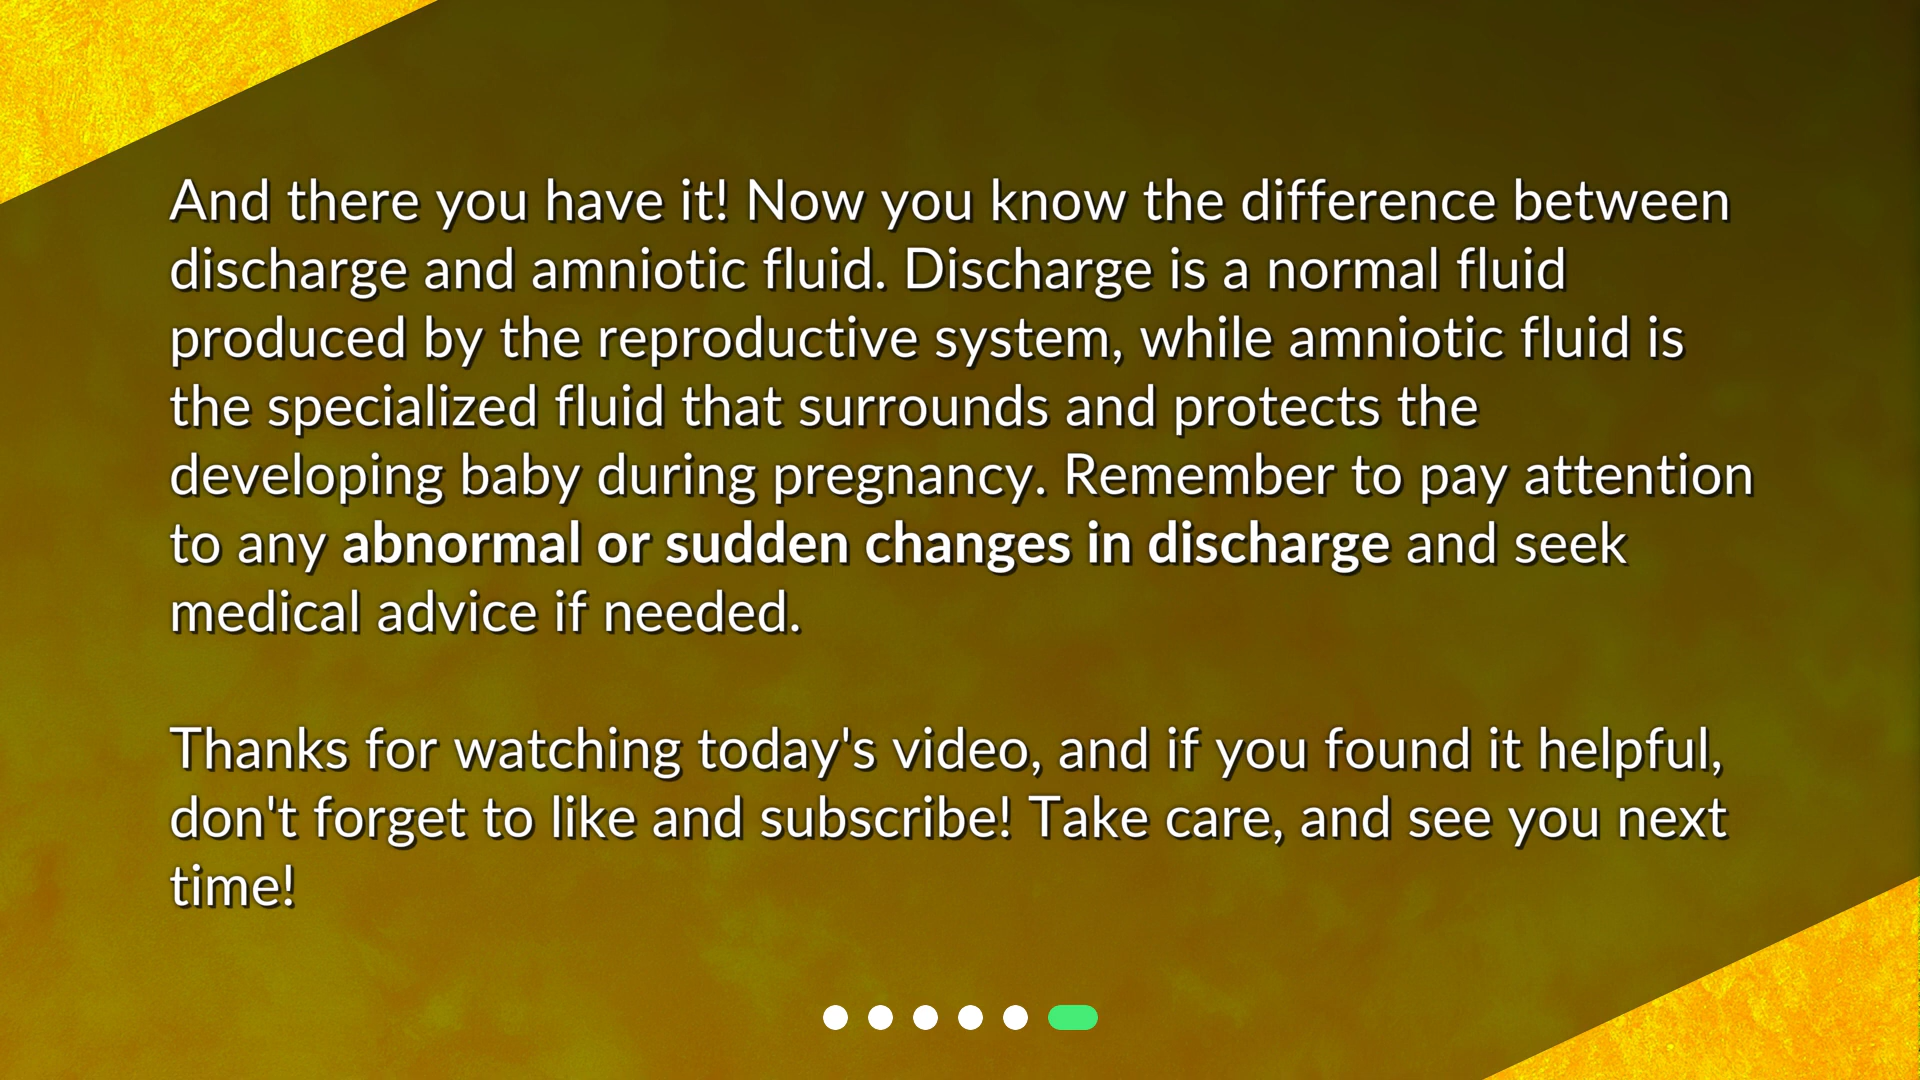 And there you have it! Now you know the difference between
discharge and amniotic fluid. Discharge is a normal fluid
produced by the reproductive system, while amniotic fluid is
the specialized fluid that surrounds and protects the
developing baby during pregnancy. Remember to pay attention
to any abnormal or sudden changes in discharge and seek
medical advice if needed.
Thanks for watching today's video, and if you found it helpful,
don't forget to like and subscribe! Take care, and see you next
time!